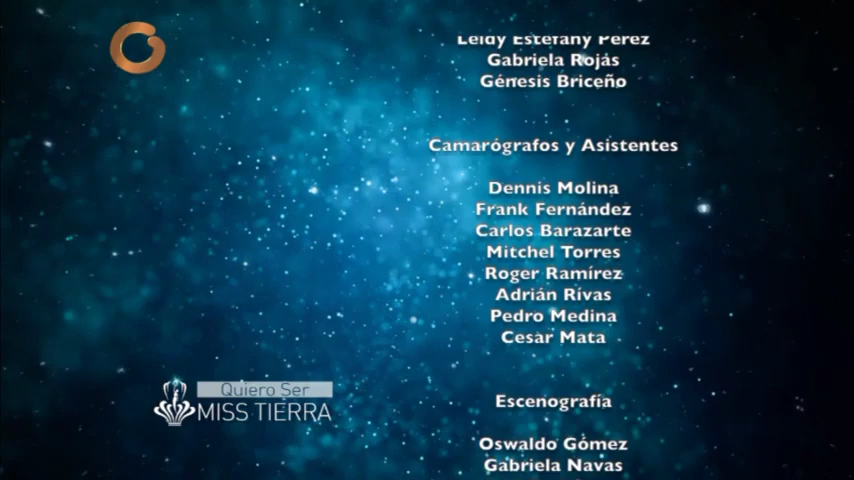 Leidy Estefany Pérez
Gabriela Rojas
Génesis Briceño
Camarógrafos y Asistentes
Dennis Molina
Frank Fernández
Carlos Barazarte
Mitchel Torres
Roger Ramírez
Adrián Rivas
Pedro Medina
Cesar Mata
Quiero Ser
MISS TIERRA
Escenografía
Oswaldo Gómez
Gabriela Navas